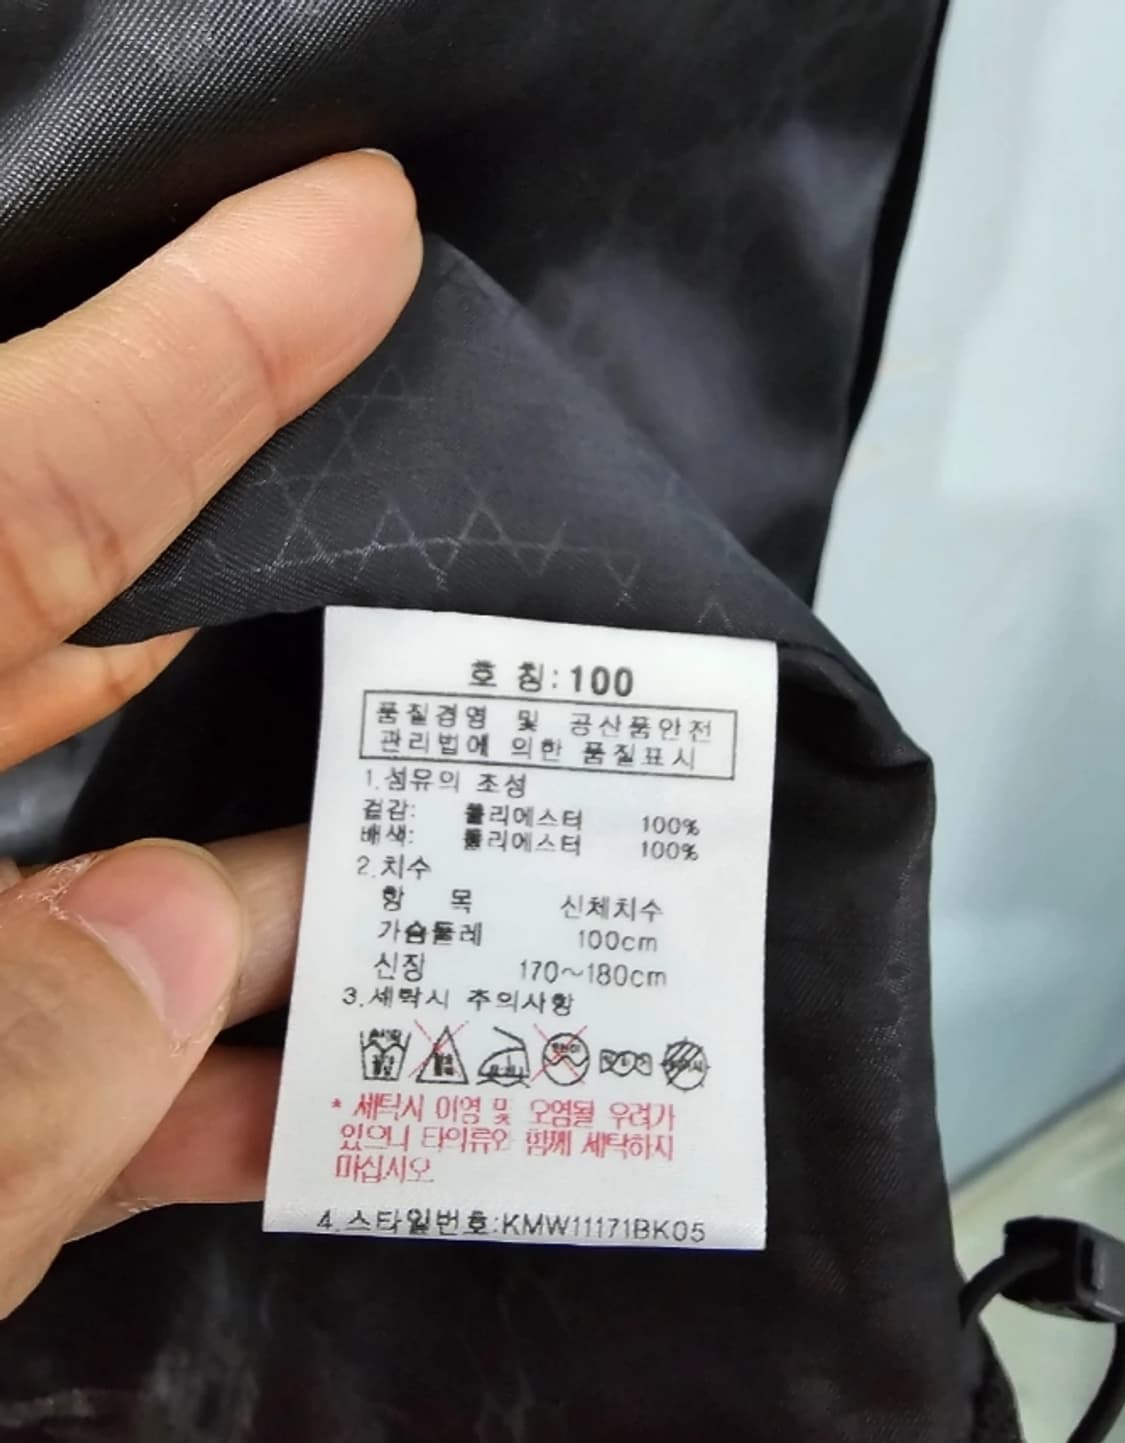 호 칭:100
품질경영 및 공산품안전
관리법에 의한 품질표시
1.섬유의 조성
겉감: 폴리에스터 100%
배색: 폴리에스터 100%
2.치수
항 목 신체치수
가슴둘레 100cm
신장 170~180cm
3.세탁시 주의사항
* 세탁시 이염 및 오염될 우려가
있으니 타의류와 함께 세탁하지
마십시오
4.스타일번호:KMW11171BK05